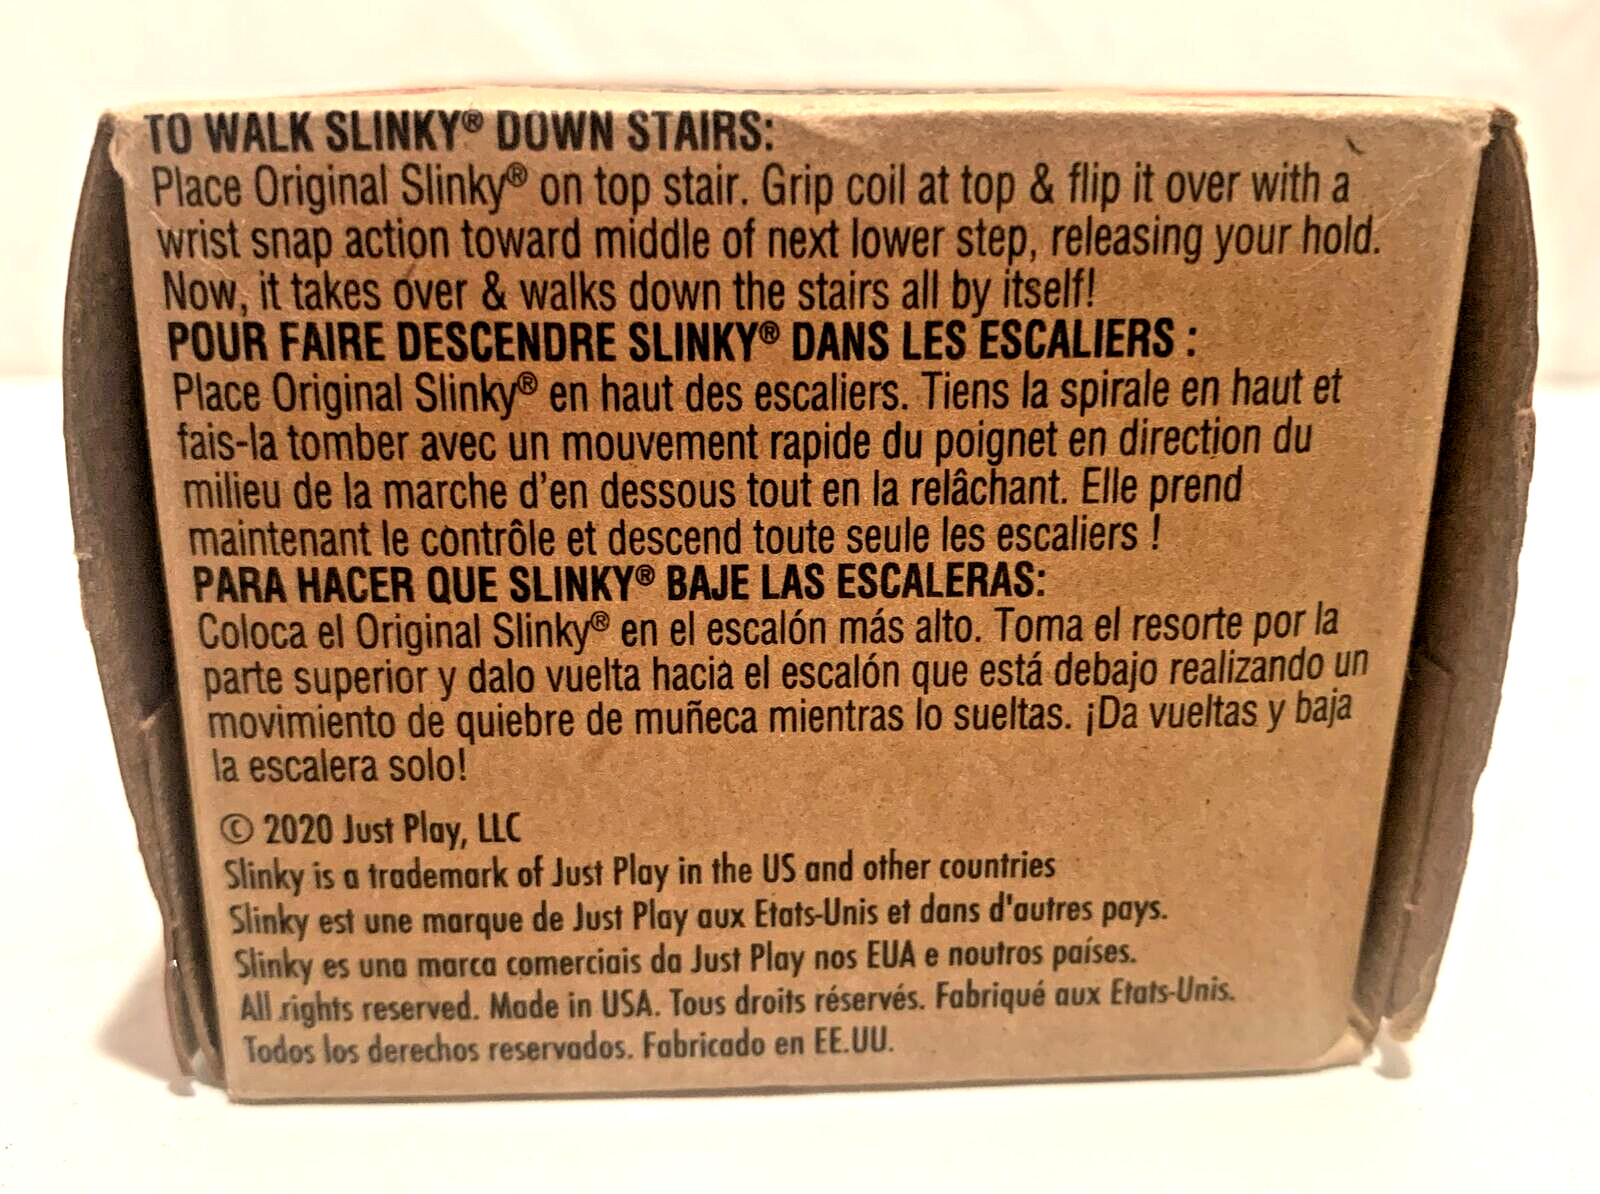 TO WALK SLINKY® DOWN STAIRS:
Place Original Slinky® on top stair. Grip coil at top & flip it over with a
wrist snap action toward middle of next lower step, releasing your hold.
Now, it takes over & walks down the stairs all by itself!
POUR FAIRE DESCENDRE SLINKY® DANS LES ESCALIERS :
Place Original Slinky® en haut des escaliers. Tiens la spirale en haut et
fais-la tomber avec un mouvement rapide du poignet en direction du
milieu de la marche d'en dessous tout en la relâchant. Elle prend
maintenant le contrôle et descend toute seule les escaliers !
PARA HACER QUE SLINKY® BAJE LAS ESCALERAS:
Coloca el Original Slinky® en el escalón más alto. Toma el resorte por la
parte superior y dalo vuelta hacia el escalón que está debajo realizando un
movimiento de quiebre de muñeca mientras lo sueltas. ¡Da vueltas y baja
la escalera solo!
© 2020 Just Play, LLC
Slinky is a trademark of Just Play in the US and other countries
Slinky est une marque de Just Play aux Etats-Unis et dans d'autres pays.
Slinky es una marca comerciais da Just Play nos EUA e noutros países.
All rights reserved. Made in USA. Tous droits réservés. Fabriqué aux Etats-Unis.
Todos los derechos reservados. Fabricado en EE.UU.